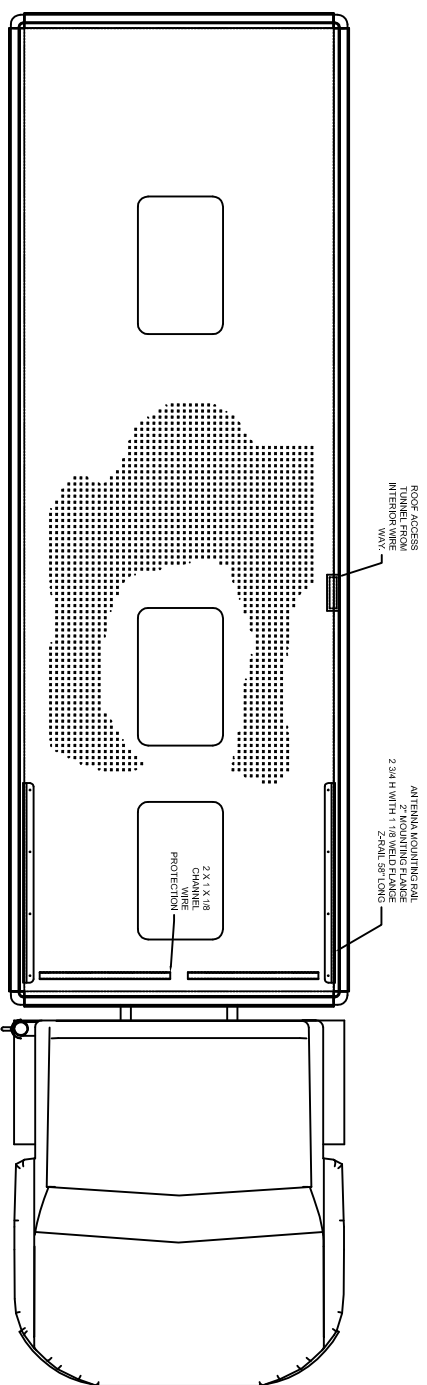 ROOF ACCESS
TUNNEL FROM
INTERIOR WIRE
WAY.
ANTENNA MOUNTING RAIL
2" MOUNTING FLANGE
2 3/4 H WITH 1 1/8 WELD FLANGE
Z-RAIL 58" LONG
2 X 1 X 1/8
CHANNEL
WIRE
PROTECTION